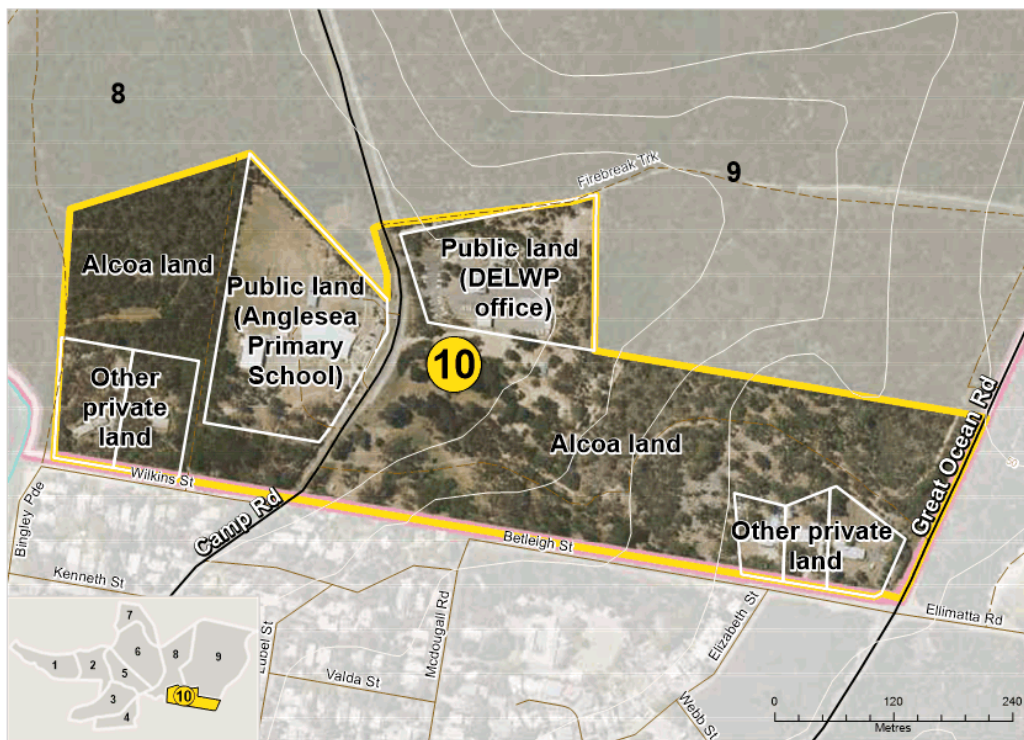 8
9
Firebreak Trk
Alcoa land
Public land
(Anglesea
Primary
School)
Public land
(DELWP
office)
10
Other
private
land
Alcoa land
Great Ocean Rd
Other private
land
Wilkins St
Camp Rd
Betleigh St
Bingley Pde
Kenneth St
Lubel St
Mcdougall Rd
Valda St
Elizabeth St
Webb St
Ellimatta Rd
7
6
8
9
1
2
5
3
4
10
0
120
240
Metres